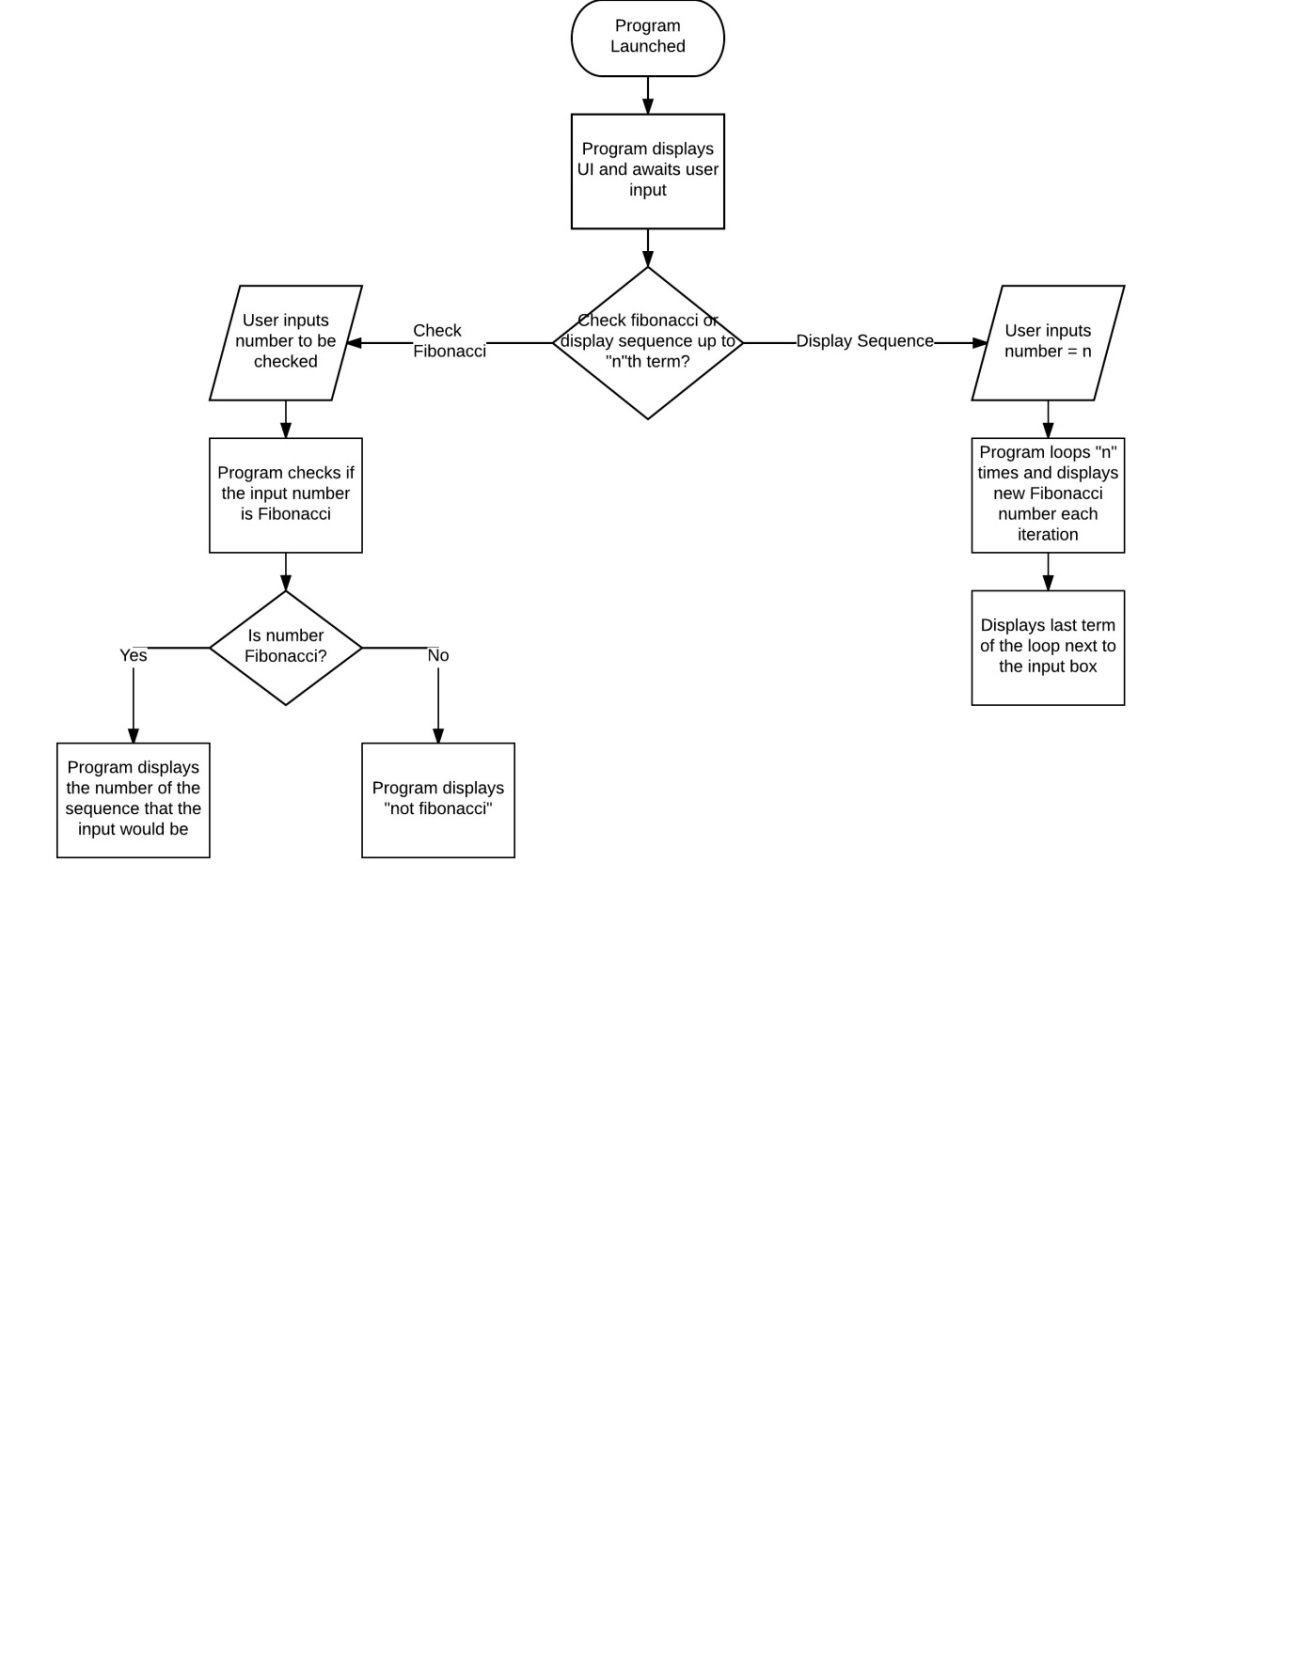 Program
Launched
Program displays
UI and awaits user
input
Check fibonacci or
display sequence up to
"n"th term?
Check
Fibonacci
Display Sequence
User inputs
number to be
checked
User inputs
number = n
Program checks if
the input number
is Fibonacci
Program loops "n"
times and displays
new Fibonacci
number each
iteration
Is number
Fibonacci?
Yes
No
Displays last term
of the loop next to
the input box
Program displays
the number of the
sequence that the
input would be
Program displays
"not fibonacci"